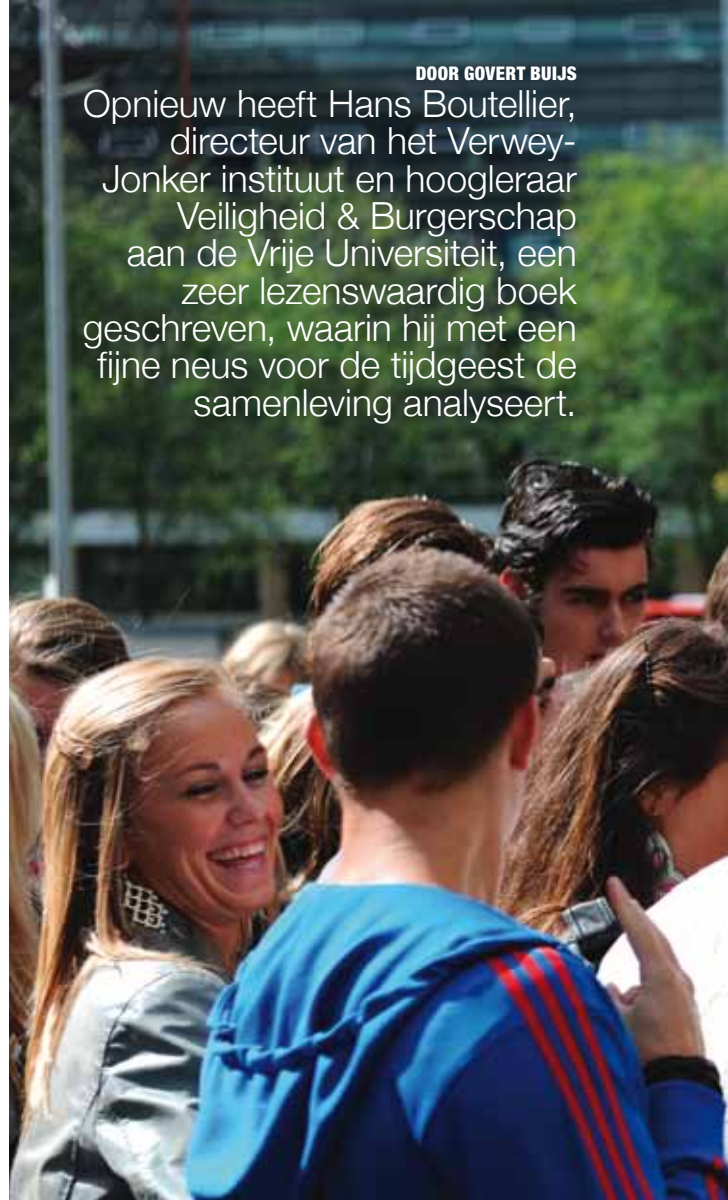 DOOR GOVERT BUIJS
Opnieuw heeft Hans Boutellier,
directeur van het Verwey-
Jonker instituut en hoogleraar
Veiligheid & Burgerschap
aan de Vrije Universiteit, een
zeer lezenswaardig boek
geschreven, waarin hij met een
fijne neus voor de tijdgeest de
samenleving analyseert.